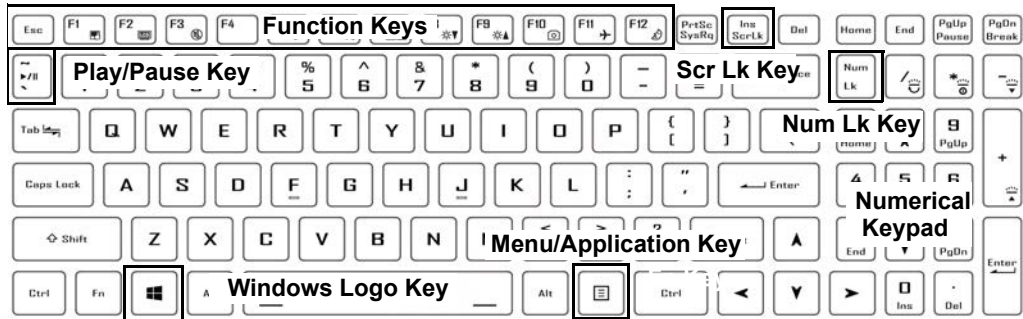 Esc F1 F2 F3 F4 Function Keys F9 F10 F11 F12 PrtSc Ins Del Home End PgUp PgDn
SysRq ScrLk Pause Break
~ % ^ & * ( ) _ Num
►/II Play/Pause Key Scr Lk Key / * -
` 5 6 7 8 9 0 - = Lk
Tab Q W E R T Y U I O P { } Num Lk Key 9
[ ] \ Home PgUp +
Caps Lock A S D F G H J K L : " Enter 4 5 6
; ' Numerical
Shift Z X C V B N Menu/Application Key Keypad
End PgDn Enter
Ctrl Fn A Windows Logo Key Alt Ctrl 0 .
Ins Del